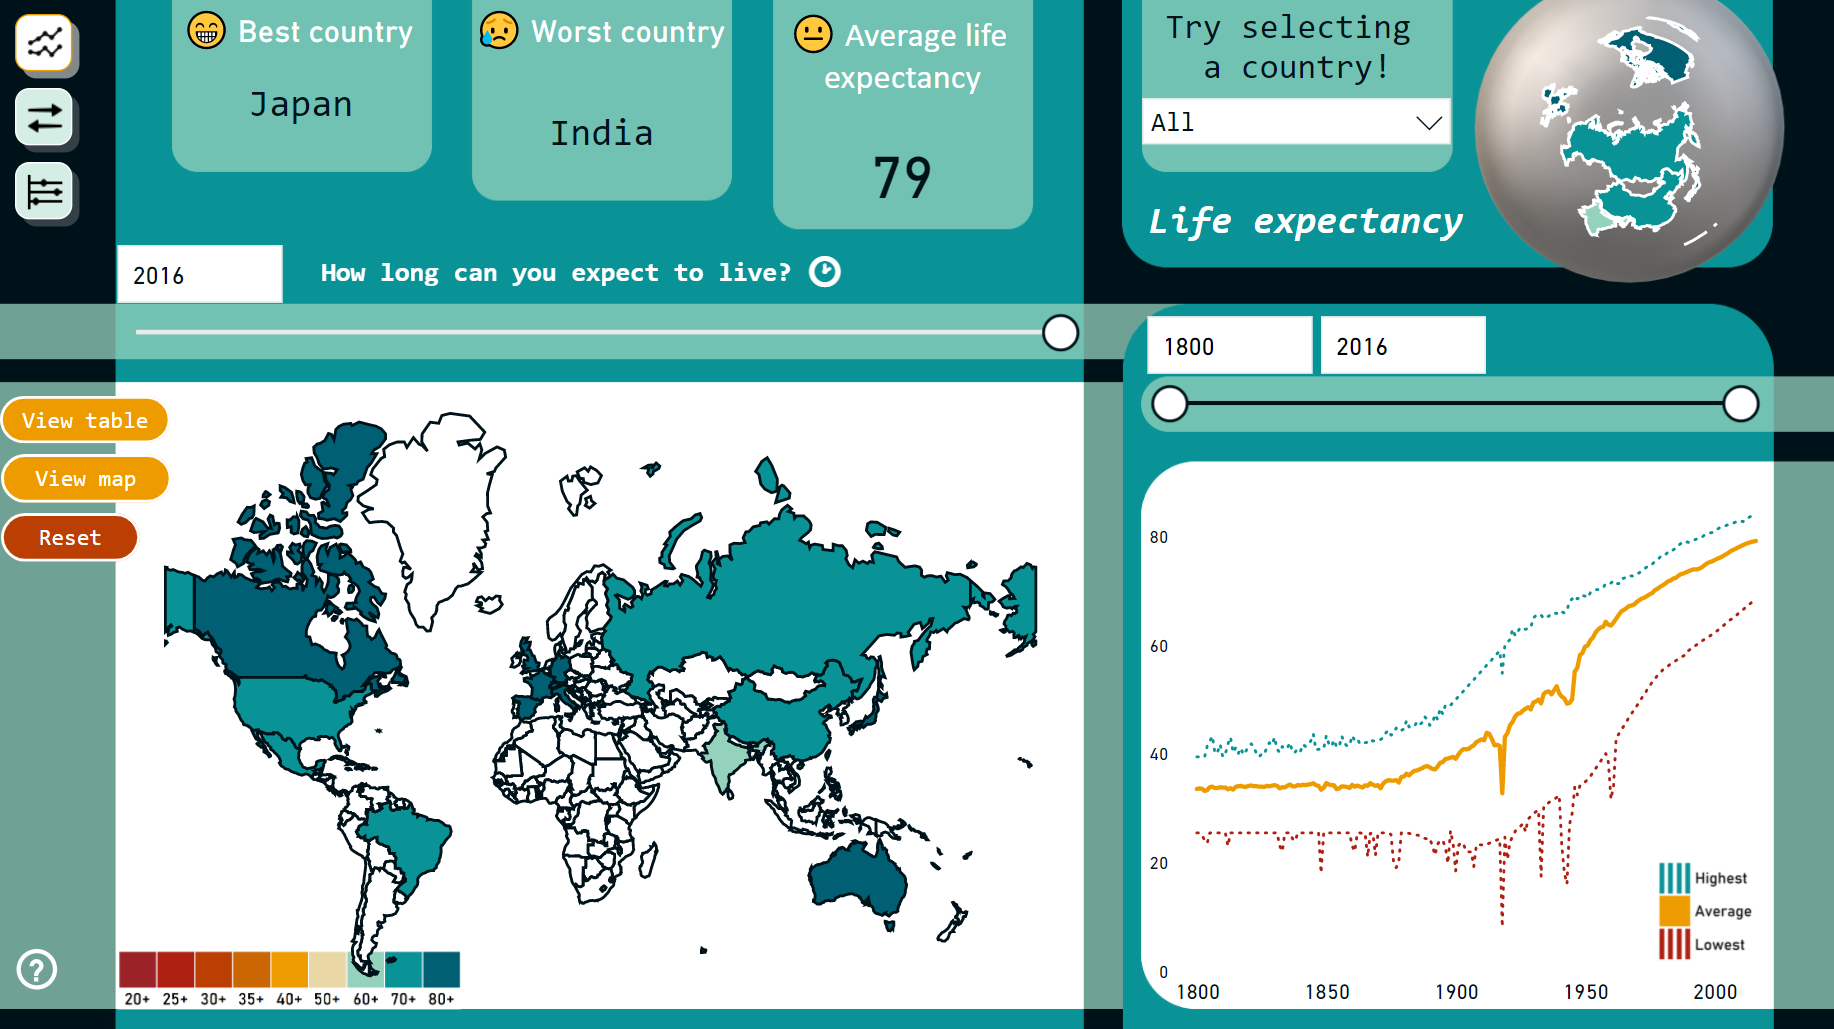 Best country
Japan
Worst country
India
Average life
expectancy
79
Try selecting
a country!
All
Life expectancy
2016
How long can you expect to live?
1800
2016
View table
View map
Reset
?
20+ 25+ 30+ 35+ 40+ 50+ 60+ 70+ 80+
80
60
40
20
0
1800 1850 1900 1950 2000
Highest
Average
Lowest